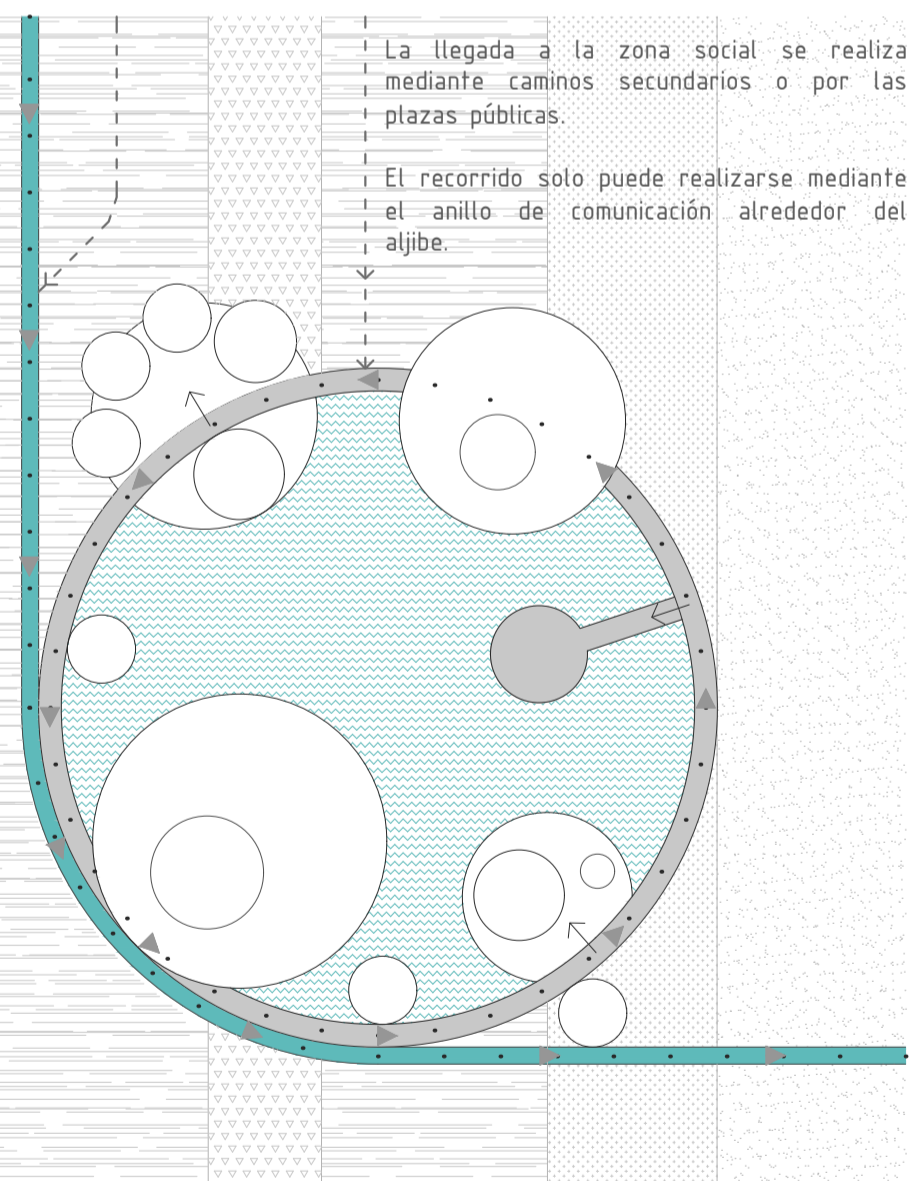 La llegada a la zona social se realiza
mediante caminos secundarios o por las
plazas públicas.
El recorrido solo puede realizarse mediante
el anillo de comunicación alrededor del
aljibe.